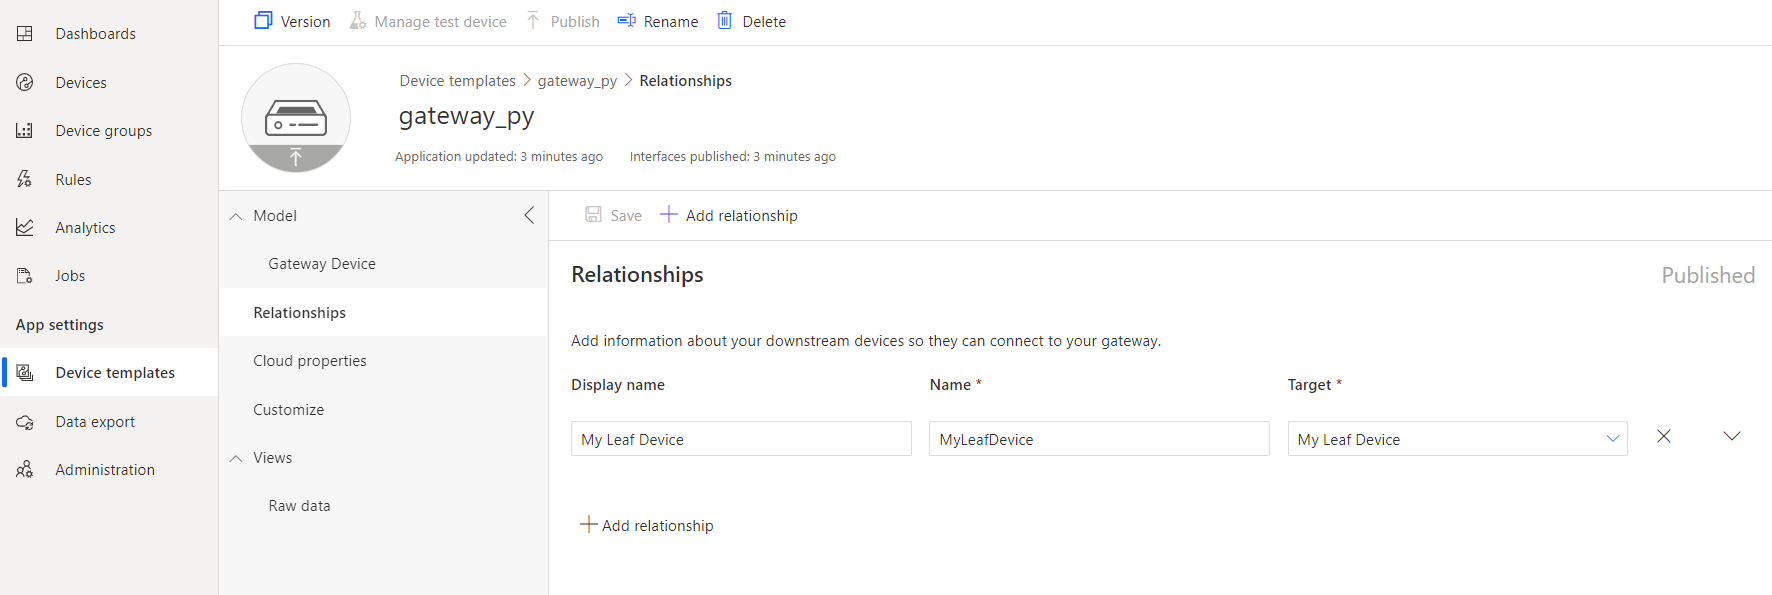 Dashboards
Devices
Device groups
Rules
Analytics
Jobs
App settings
Device templates
Data export
Administration
Version Manage test device Publish Rename Delete
Device templates > gateway_py > Relationships
gateway_py
Application updated: 3 minutes ago Interfaces published: 3 minutes ago
Model
Gateway Device
Relationships
Cloud properties
Customize
Views
Raw data
Save Add relationship
Relationships Published
Add information about your downstream devices so they can connect to your gateway.
Display name Name * Target *
My Leaf Device MyLeafDevice My Leaf Device
Add relationship